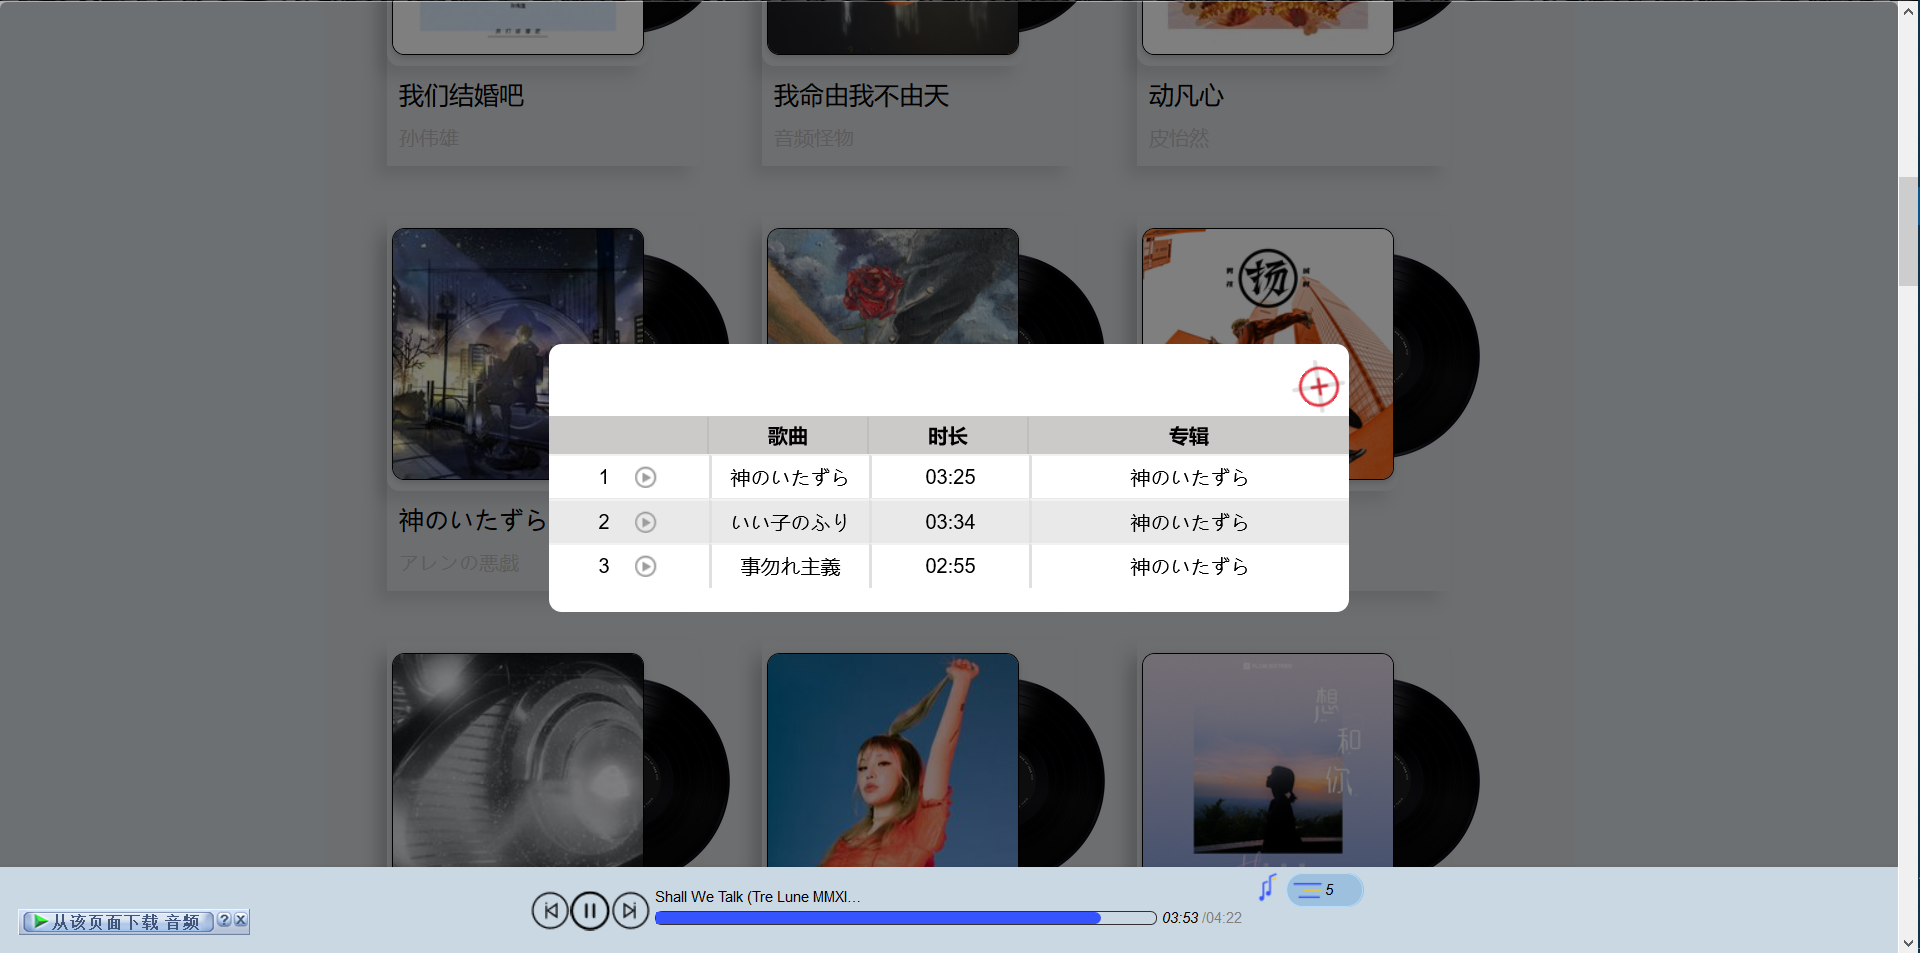 我们结婚吧
我命由我不由天
动凡心
孙伟雄
音频怪物
皮怡然
扬
歌曲 时长 专辑
1 神のいたずら 03:25 神のいたずら
2 いい子のふり 03:34 神のいたずら
3 事勿れ主義 02:55 神のいたずら
神のいたずら
アレンの悪戯
想
和
你
Shall We Talk (Tre Lune MMXI...
03:53 /04:22
5
从该页面下载 音频 ? X